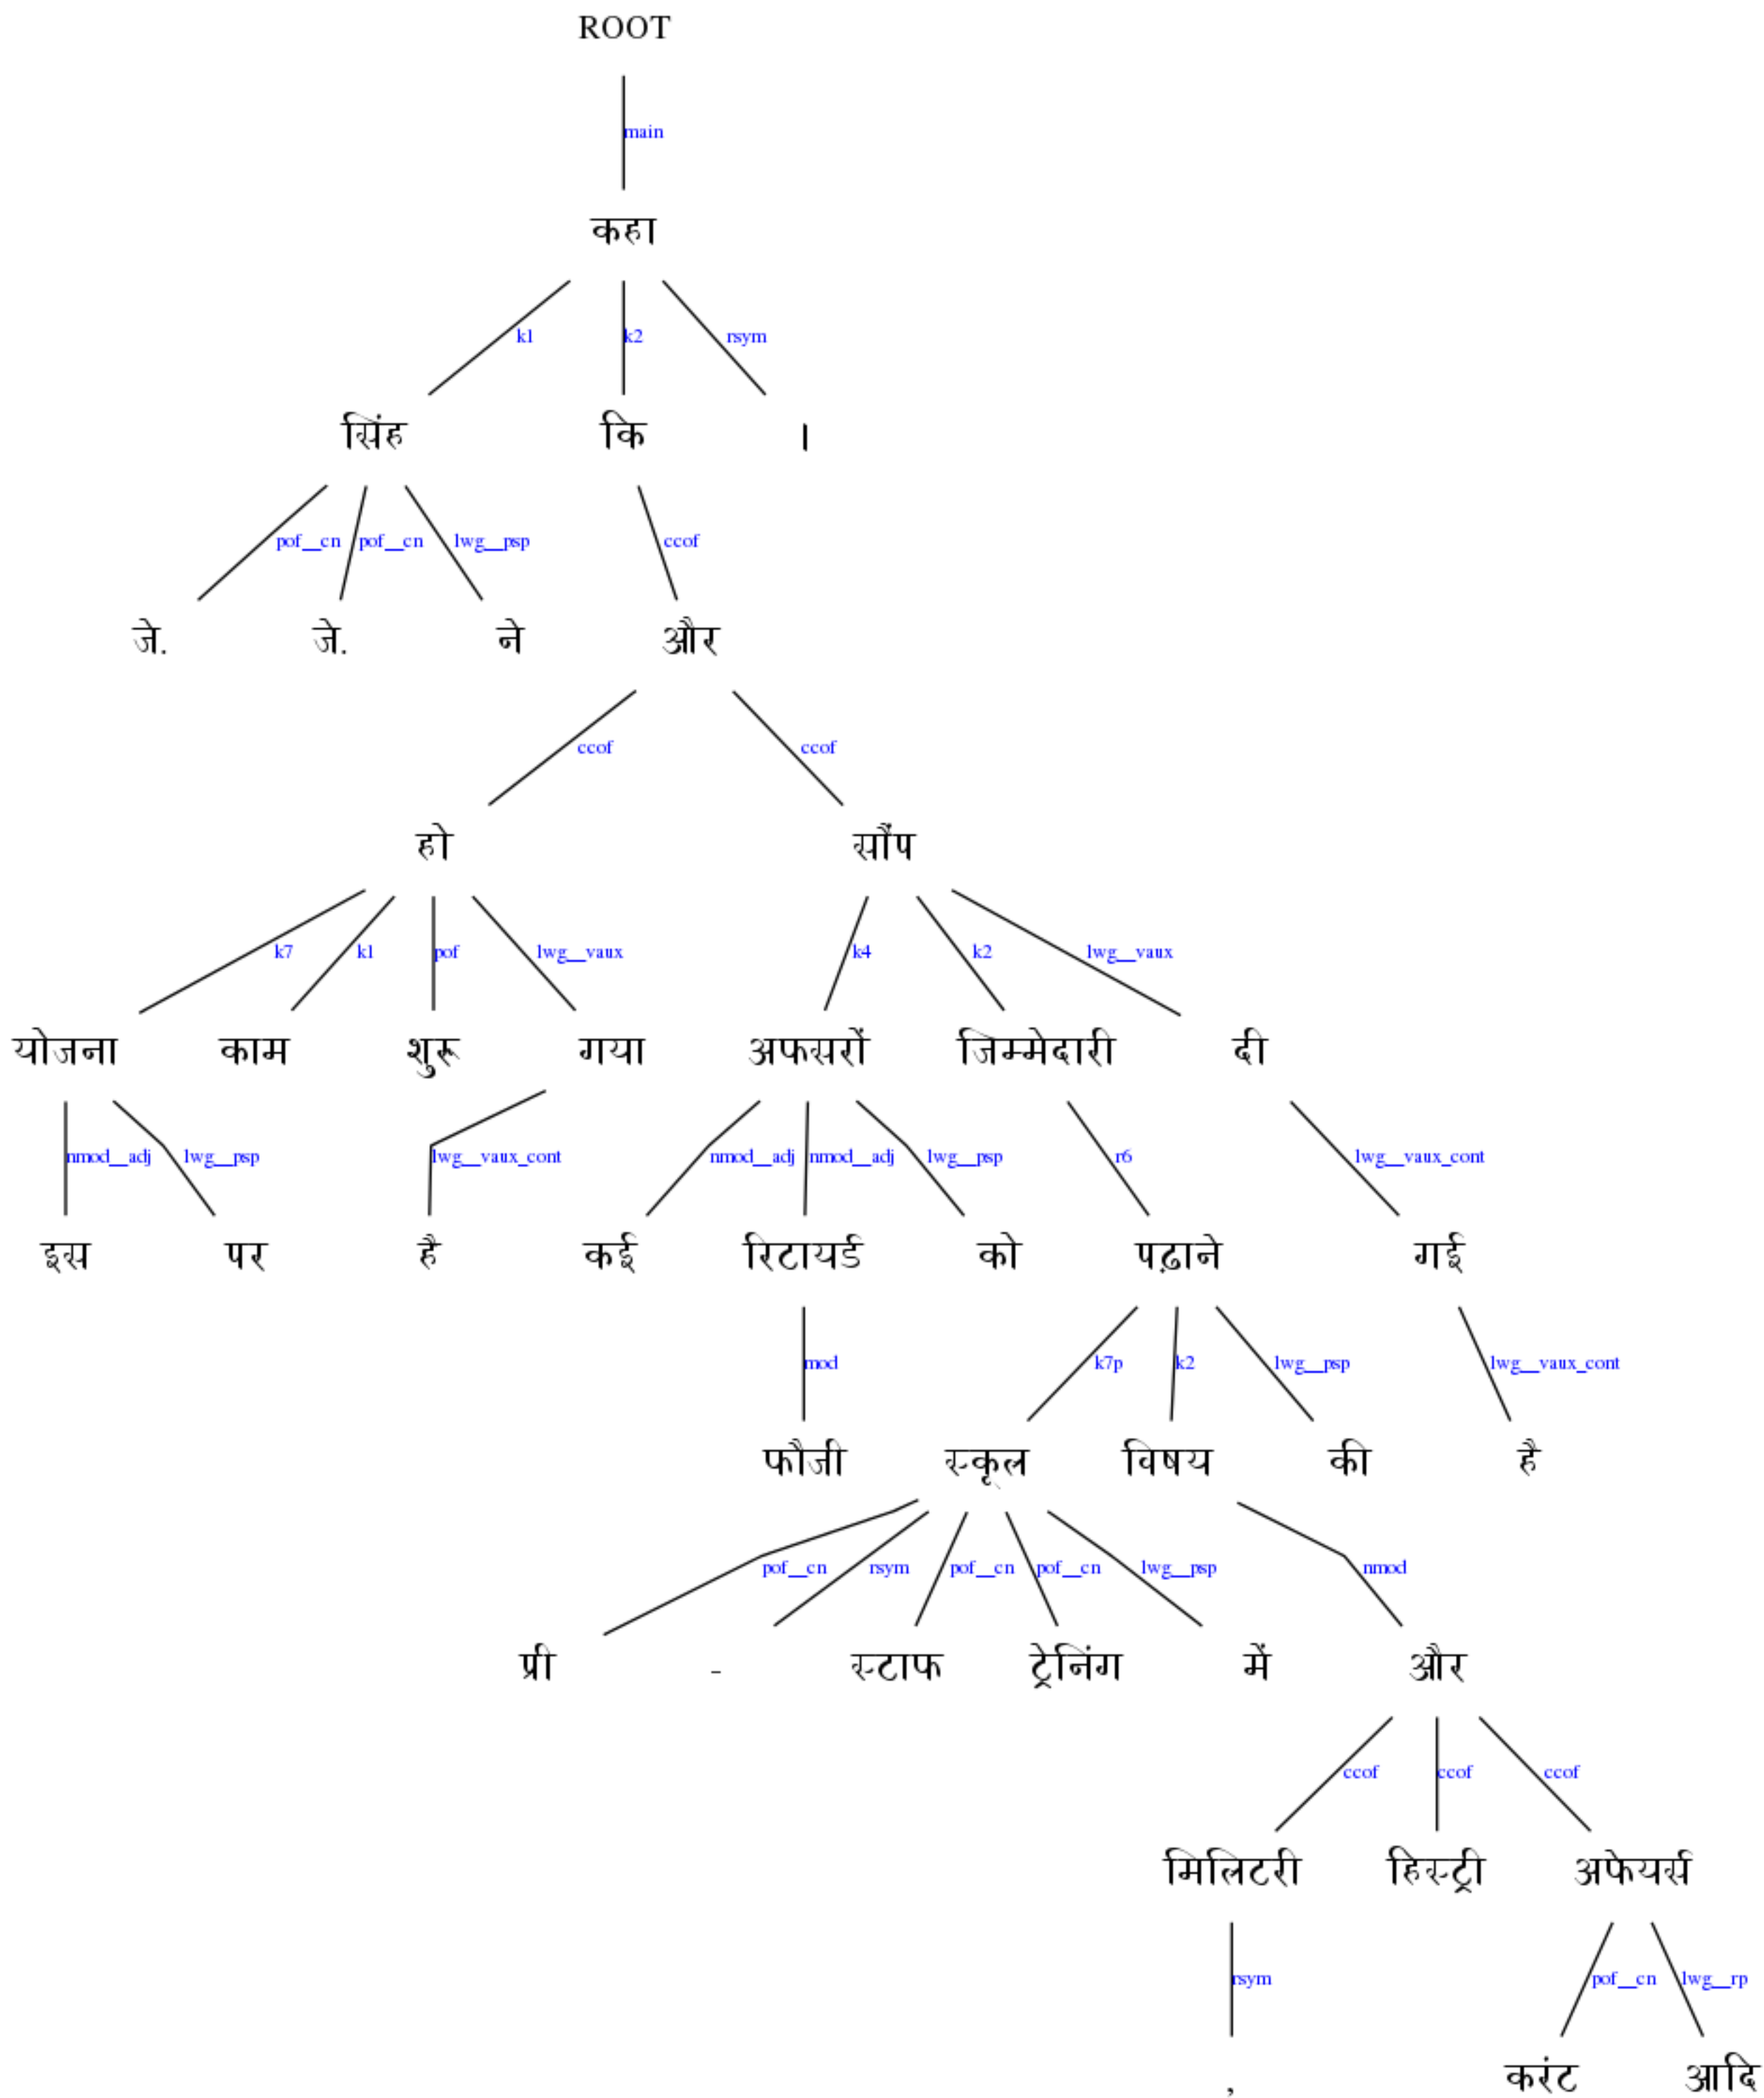 ROOT
main
कहा
k1 k2 rsym
सिंह कि ।
pof__cn pof__cn lwg__psp ccof
जे. जे. ने और
ccof ccof
हो सौंप
k7 k1 pof lwg__vaux k4 k2 lwg__vaux
योजना काम शुरू गया अफसरों जिम्मेदारी दी
nmod__adj lwg__psp lwg__vaux_cont nmod__adj nmod__adj lwg__psp r6 lwg__vaux_cont
इस पर है कई रिटायर्ड को पढ़ाने गई
mod k7p k2 lwg__psp lwg__vaux_cont
फौजी स्कूल विषय की है
pof__cn rsym pof__cn pof__cn lwg__psp nmod
प्री - स्टाफ ट्रेनिंग में और
ccof ccof ccof
मिलिटरी हिस्ट्री अफेयर्स
rsym pof__cn lwg__rp
, करंट आदि